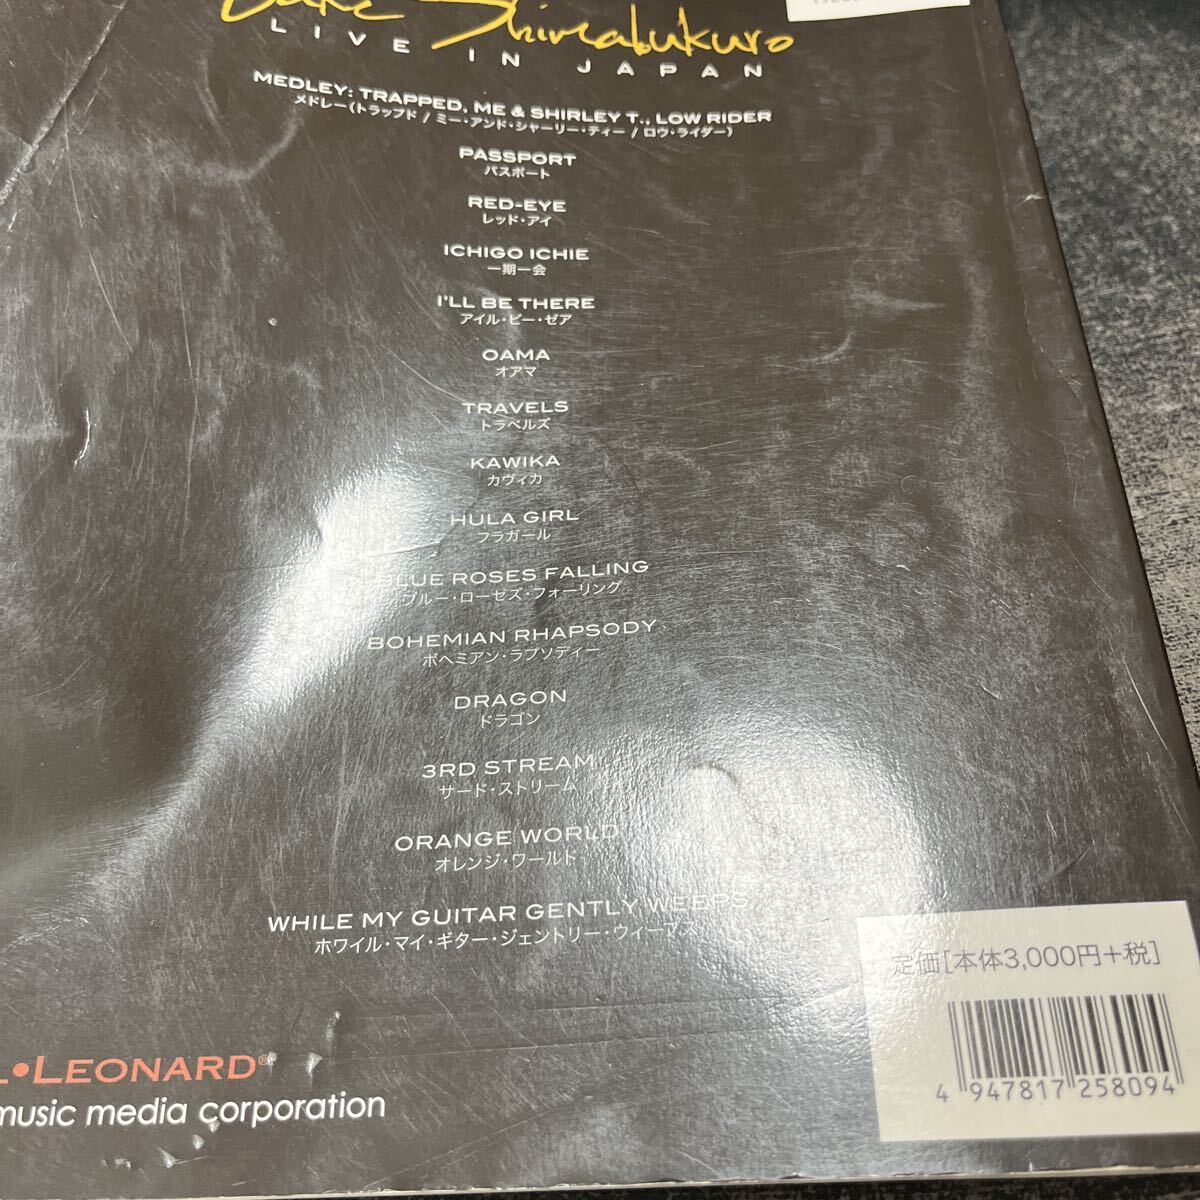 Shimabukuro
LIVE IN JAPAN
MEDLEY: TRAPPED, ME & SHIRLEY T., LOW RIDER
メドレー（トラップド / ミー・アンド・シャーリー・ティー / ロウ・ライダー）
PASSPORT
パスポート
RED-EYE
レッド・アイ
ICHIGO ICHIE
一期一会
I'LL BE THERE
アイル・ビー・ゼア
OAMA
オアマ
TRAVELS
トラベルズ
KAWIKA
カヴィカ
HULA GIRL
フラガール
BLUE ROSES FALLING
ブルー・ローゼズ・フォーリング
BOHEMIAN RHAPSODY
ボヘミアン・ラプソディー
DRAGON
ドラゴン
3RD STREAM
サード・ストリーム
ORANGE WORLD
オレンジ・ワールド
WHILE MY GUITAR GENTLY WEEPS
ホワイル・マイ・ギター・ジェントリー・ウィープス
定価[本体3,000円+税]
4 947817 258094
L•LEONARD®
music media corporation